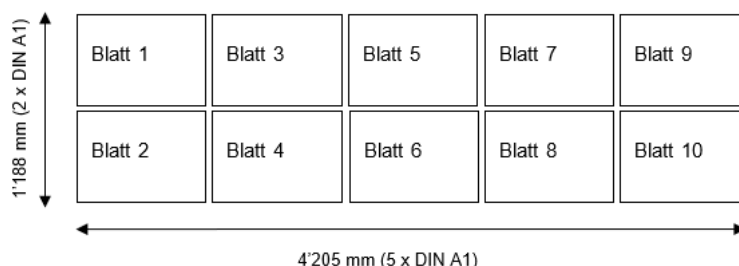 1'188 mm (2 x DIN A1)
Blatt 1
Blatt 3
Blatt 5
Blatt 7
Blatt 9
Blatt 2
Blatt 4
Blatt 6
Blatt 8
Blatt 10
4'205 mm (5 x DIN A1)